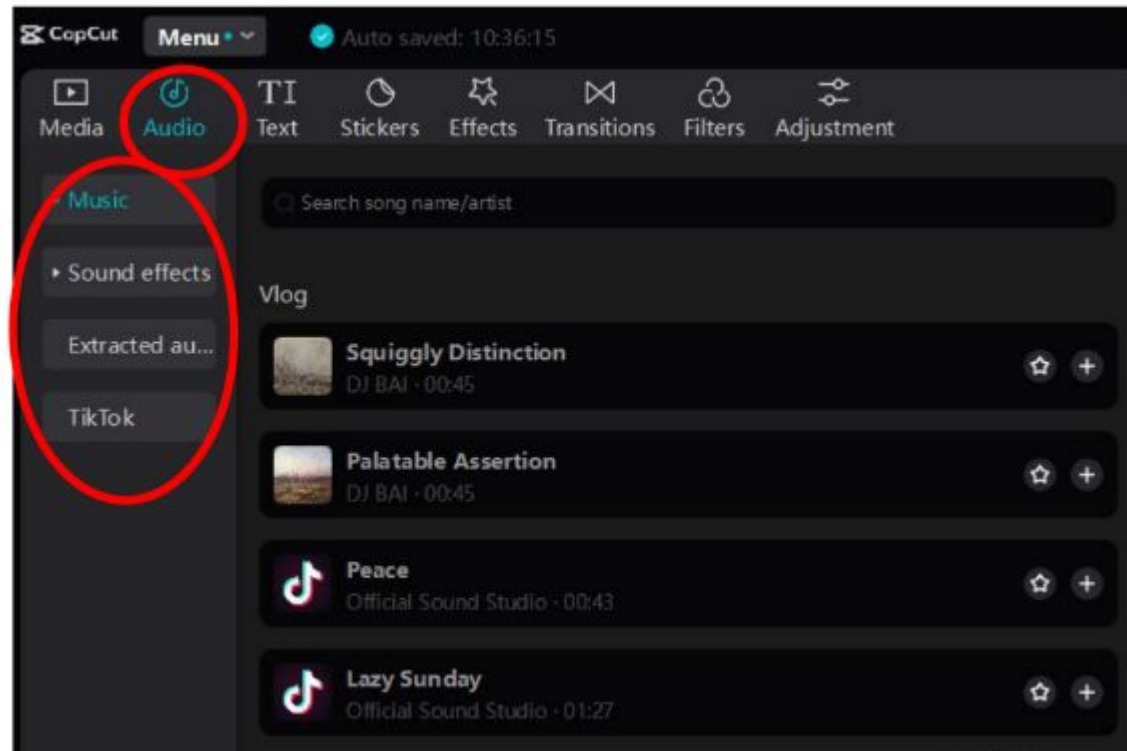 CopCut Menu Auto saved: 10:36:15
Media Audio TI Text Stickers Effects Transitions Filters Adjustment
Music
Search song name/artist
Sound effects
Vlog
Extracted au...
Squiggly Distinction
DJ BAI · 00:45
TikTok
Palatable Assertion
DJ BAI · 00:45
Peace
Official Sound Studio · 00:43
Lazy Sunday
Official Sound Studio · 01:27